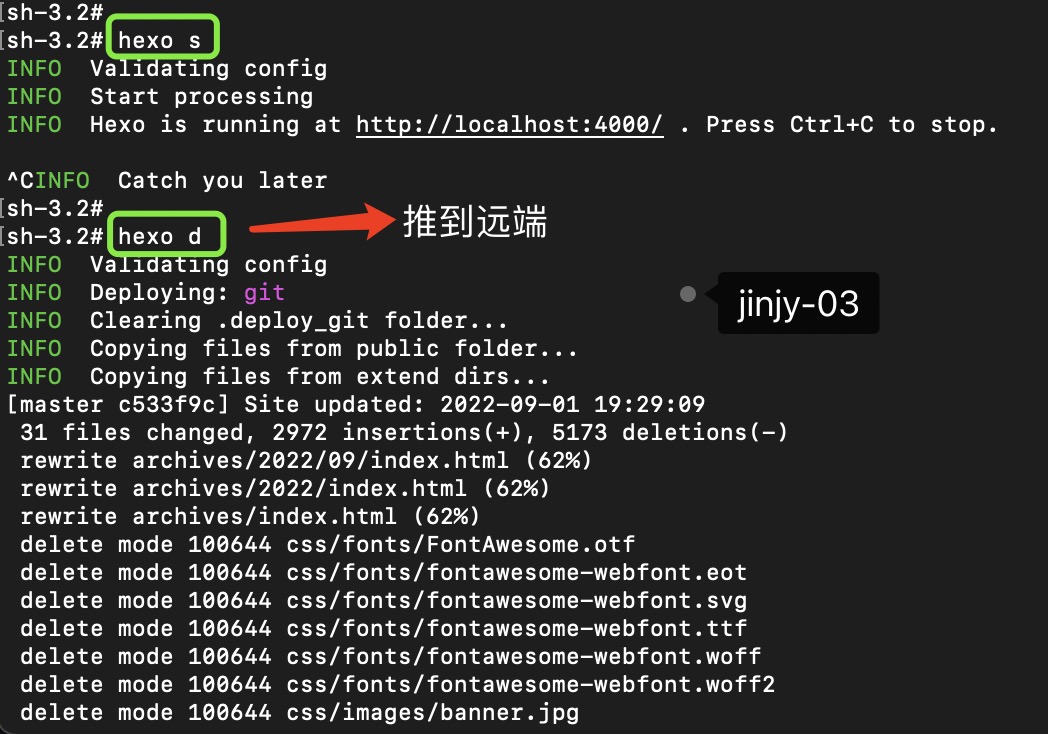 [sh-3.2#
[sh-3.2# hexo s
INFO  Validating config
INFO  Start processing
INFO  Hexo is running at http://localhost:4000/ . Press Ctrl+C to stop.
^CINFO  Catch you later
[sh-3.2#
[sh-3.2# hexo d 推到远端
INFO  Validating config
INFO  Deploying: git
jinjy-03
INFO  Clearing .deploy_git folder...
INFO  Copying files from public folder...
INFO  Copying files from extend dirs...
[master c533f9c] Site updated: 2022-09-01 19:29:09
 31 files changed, 2972 insertions(+), 5173 deletions(-)
 rewrite archives/2022/09/index.html (62%)
 rewrite archives/2022/index.html (62%)
 rewrite archives/index.html (62%)
 delete mode 100644 css/fonts/FontAwesome.otf
 delete mode 100644 css/fonts/fontawesome-webfont.eot
 delete mode 100644 css/fonts/fontawesome-webfont.svg
 delete mode 100644 css/fonts/fontawesome-webfont.ttf
 delete mode 100644 css/fonts/fontawesome-webfont.woff
 delete mode 100644 css/fonts/fontawesome-webfont.woff2
 delete mode 100644 css/images/banner.jpg